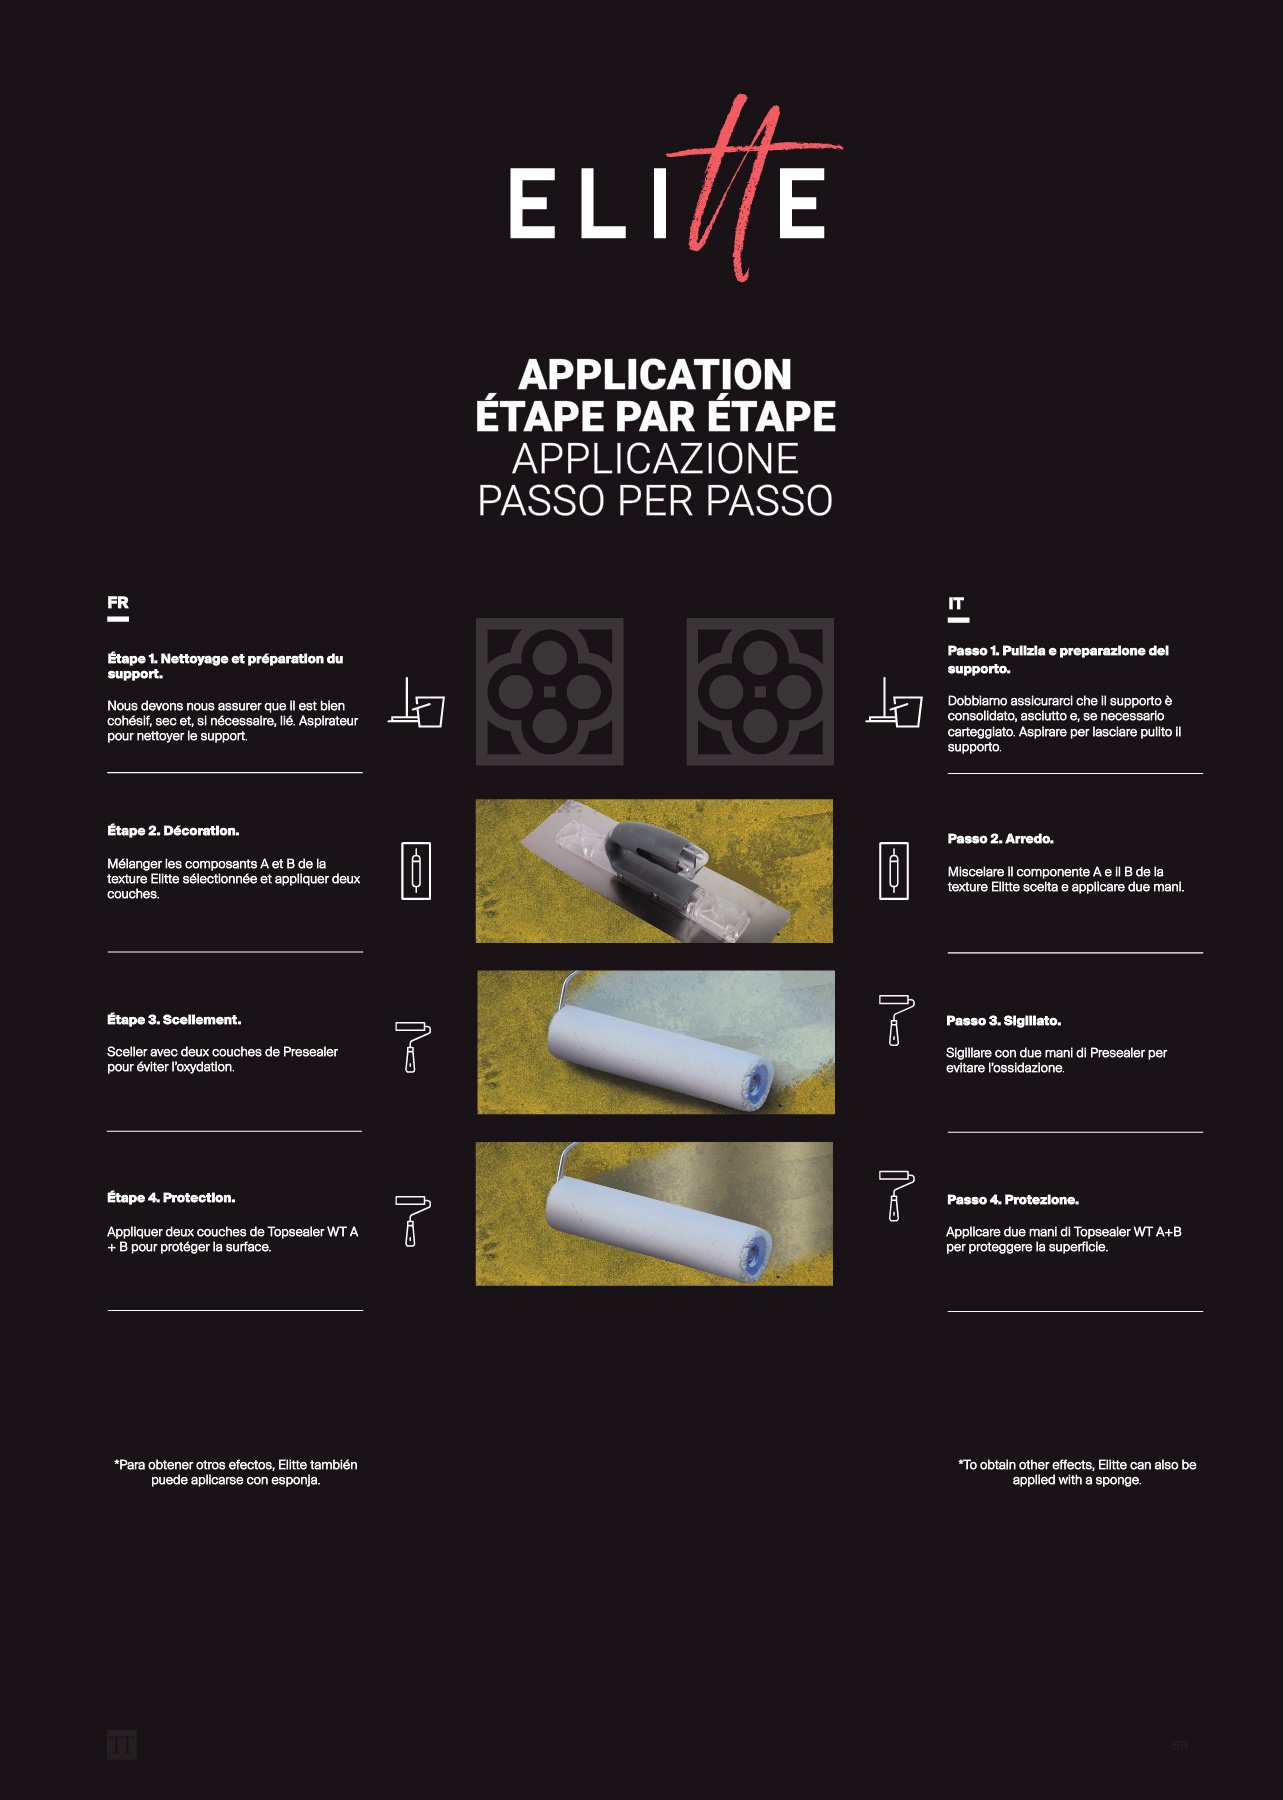 ELITTE
APPLICATION
ÉTAPE PAR ÉTAPE
APPLICAZIONE
PASSO PER PASSO
FR
Étape 1. Nettoyage et préparation du
support.
Nous devons nous assurer que il est bien
cohésif, sec et, si nécessaire, lié. Aspirateur
pour nettoyer le support.
Étape 2. Décoration.
Mélanger les composants A et B de la
texture Elitte sélectionnée et appliquer deux
couches.
Étape 3. Scellement.
Sceller avec deux couches de Presealer
pour éviter l'oxydation.
Étape 4. Protection.
Appliquer deux couches de Topsealer WT A
+ B pour protéger la surface.
*Para obtener otros efectos, Elitte también
puede aplicarse con esponja.
IT
Passo 1. Pulizia e preparazione del
supporto.
Dobbiamo assicurarci che il supporto è
consolidato, asciutto e, se necessario
carteggiato. Aspirare per lasciare pulito il
supporto.
Passo 2. Arredo.
Miscelare il componente A e il B de la
texture Elitte scelta e applicare due mani.
Passo 3. Sigillato.
Sigillare con due mani di Presealer per
evitare l'ossidazione.
Passo 4. Protezione.
Applicare due mani di Topsealer WT A+B
per proteggere la superficie.
*To obtain other effects, Elitte can also be
applied with a sponge.
TT
59